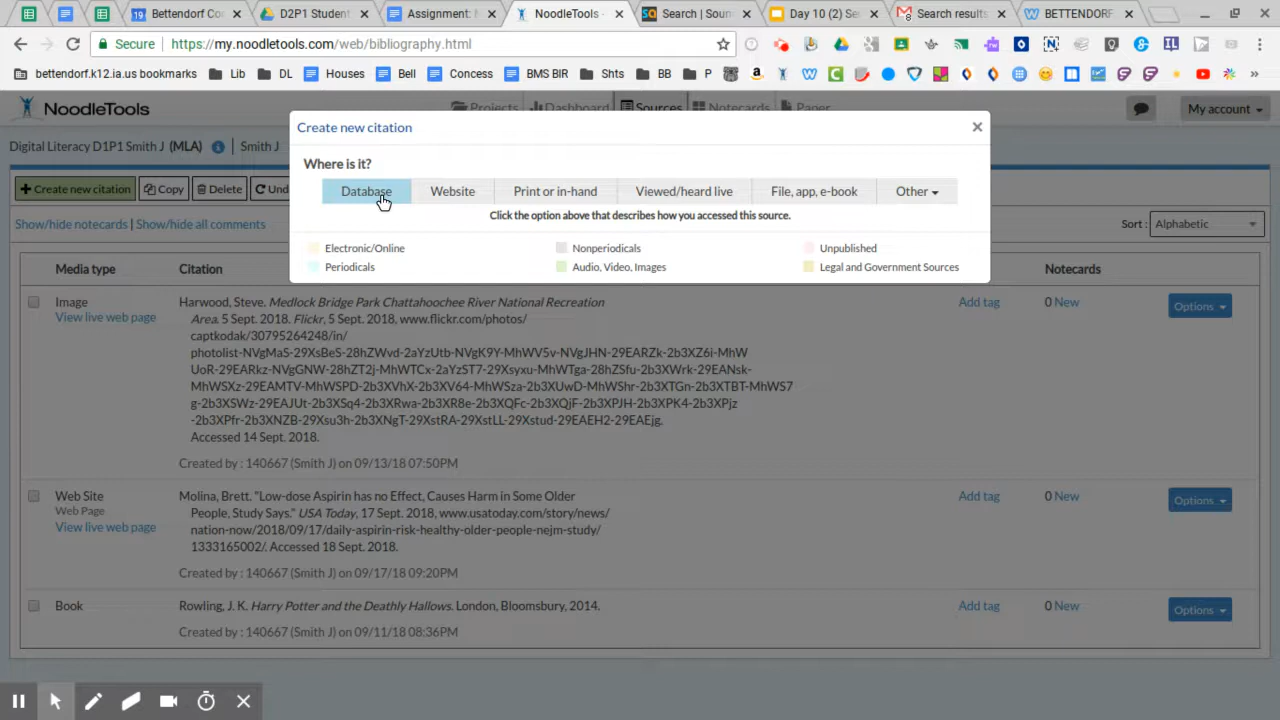 Bettendorf Co
D2P1 Student
Assignment: M
NoodleTools -
Search | Soun
Day 10 (2) Se
Search results
BETTENDORF
Secure
https://my.noodletools.com/web/bibliography.html
bettendorf.k12.ia.us bookmarks
Lib
DL
Houses
Bell
Concess
BMS BIR
Shts
BB
P
NoodleTools
Projects
Dashboard
Sources
Notecards
Paper
My account
Digital Literacy D1P1 Smith J (MLA)
Smith J
Create new citation
Where is it?
Database
Website
Print or in-hand
Viewed/heard live
File, app, e-book
Other
Click the option above that describes how you accessed this source.
Electronic/Online
Nonperiodicals
Unpublished
Periodicals
Audio, Video, Images
Legal and Government Sources
Create new citation
Copy
Delete
Und
Show/hide notecards | Show/hide all comments
Sort :
Alphabetic
Media type
Citation
Notecards
Image
View live web page
Harwood, Steve. Medlock Bridge Park Chattahoochee River National Recreation
Area. 5 Sept. 2018. Flickr, 5 Sept. 2018, www.flickr.com/photos/
captkodak/30795264248/in/
photolist-NVgMaS-29XsBeS-28hZWvd-2aYzUtb-NVgK9Y-MhWV5v-NVgJHN-29EARZk-2b3XZ6i-MhW
UoR-29EARkz-NVgGNW-28hZT2j-MhWTCx-2aYzST7-29Xsyxu-MhWTga-28hZSfu-2b3XWrk-29EANsk-
MhWSXz-29EAMTV-MhWSPD-2b3XVhX-2b3XV64-MhWSza-2b3XUwD-MhWShr-2b3XTGn-2b3XTBT-MhWS7
g-2b3XSWz-29EAJUt-2b3XSq4-2b3XRwa-2b3XR8e-2b3XQFc-2b3XQjF-2b3XPJH-2b3XPK4-2b3XPjz
-2b3XPfr-2b3XNZB-29Xsu3h-2b3XNgT-29XstRA-29XstLL-29Xstud-29EAEH2-29EAEjg.
Accessed 14 Sept. 2018.
Created by : 140667 (Smith J) on 09/13/18 07:50PM
Add tag
0 New
Options
Web Site
Web Page
View live web page
Molina, Brett. "Low-dose Aspirin has no Effect, Causes Harm in Some Older
People, Study Says." USA Today, 17 Sept. 2018, www.usatoday.com/story/news/
nation-now/2018/09/17/daily-aspirin-risk-healthy-older-people-nejm-study/
1333165002/. Accessed 18 Sept. 2018.
Created by : 140667 (Smith J) on 09/17/18 09:20PM
Add tag
0 New
Options
Book
Rowling, J. K. Harry Potter and the Deathly Hallows. London, Bloomsbury, 2014.
Created by : 140667 (Smith J) on 09/11/18 08:36PM
Add tag
0 New
Options